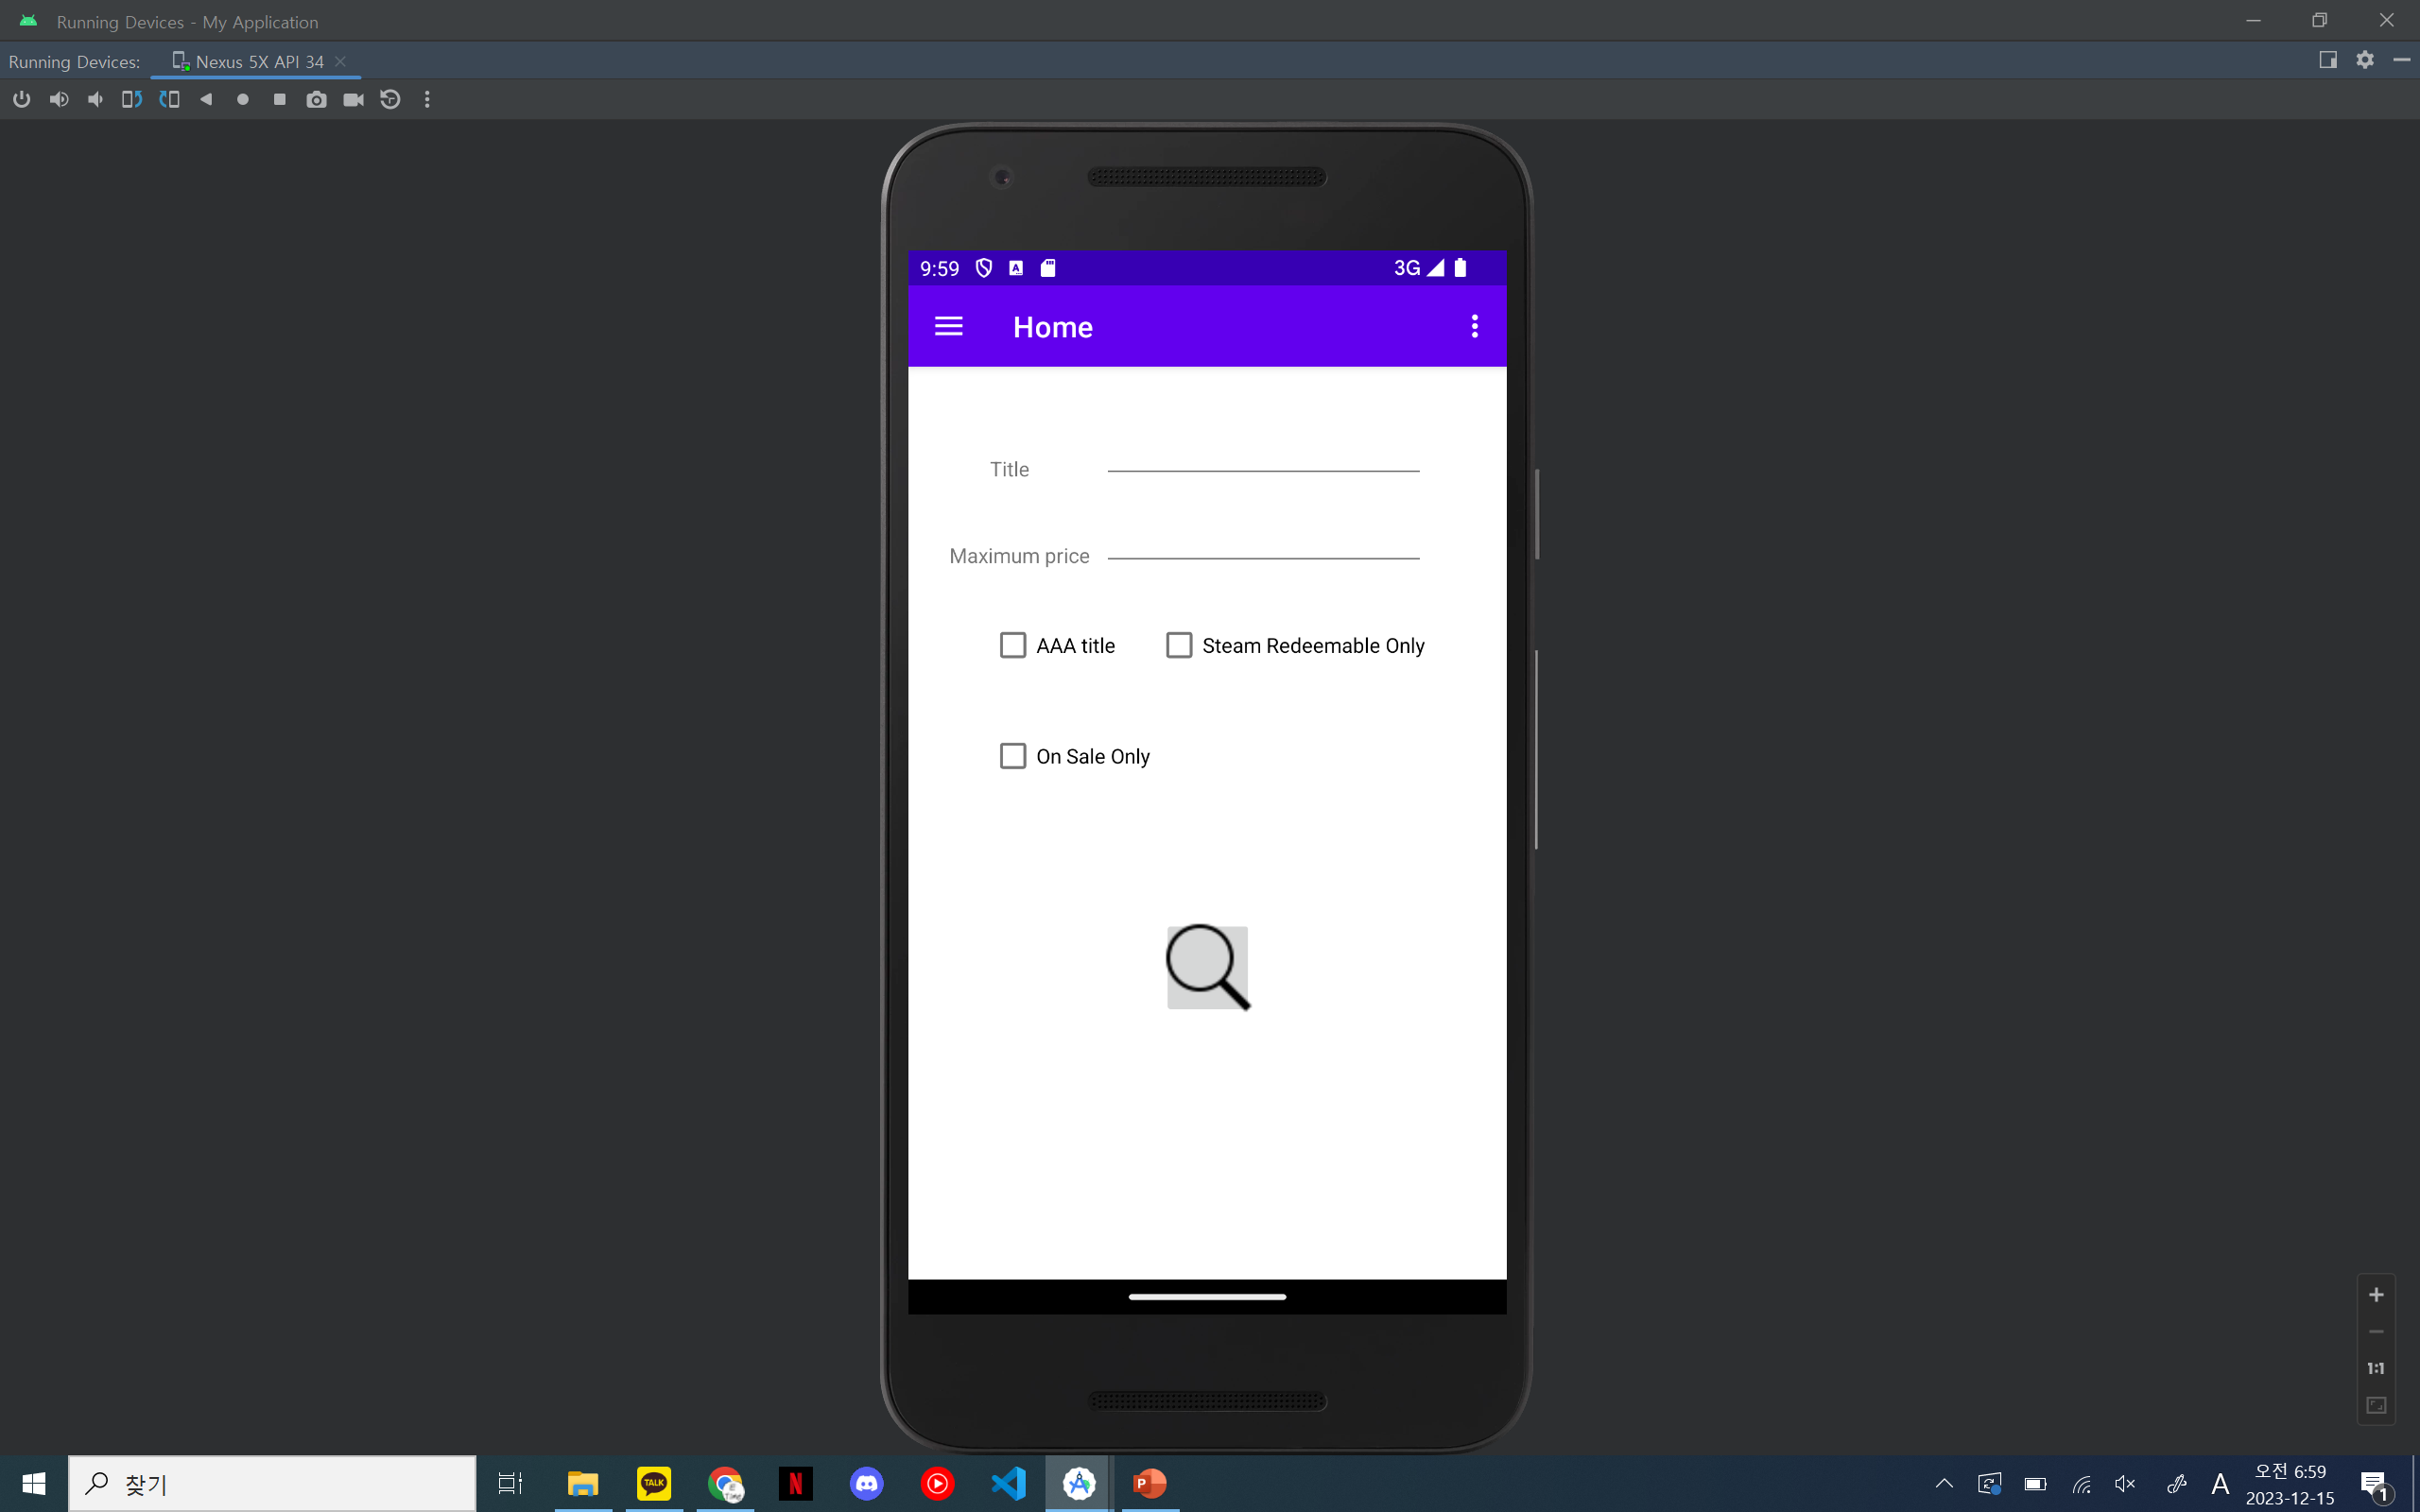 Running Devices - My Application
Running Devices: Nexus 5X API 34
9:59 A 3G
Home
Title
Maximum price
AAA title Steam Redeemable Only
On Sale Only
1:1
찾기 TALK N P A 오전 6:59
2023-12-15 1